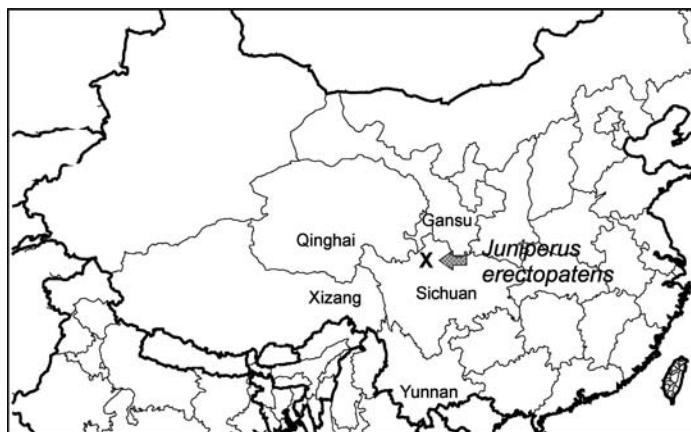 Gansu
Qinghai
Juniperus
X
erectopatens
Xizang
Sichuan
Yunnan